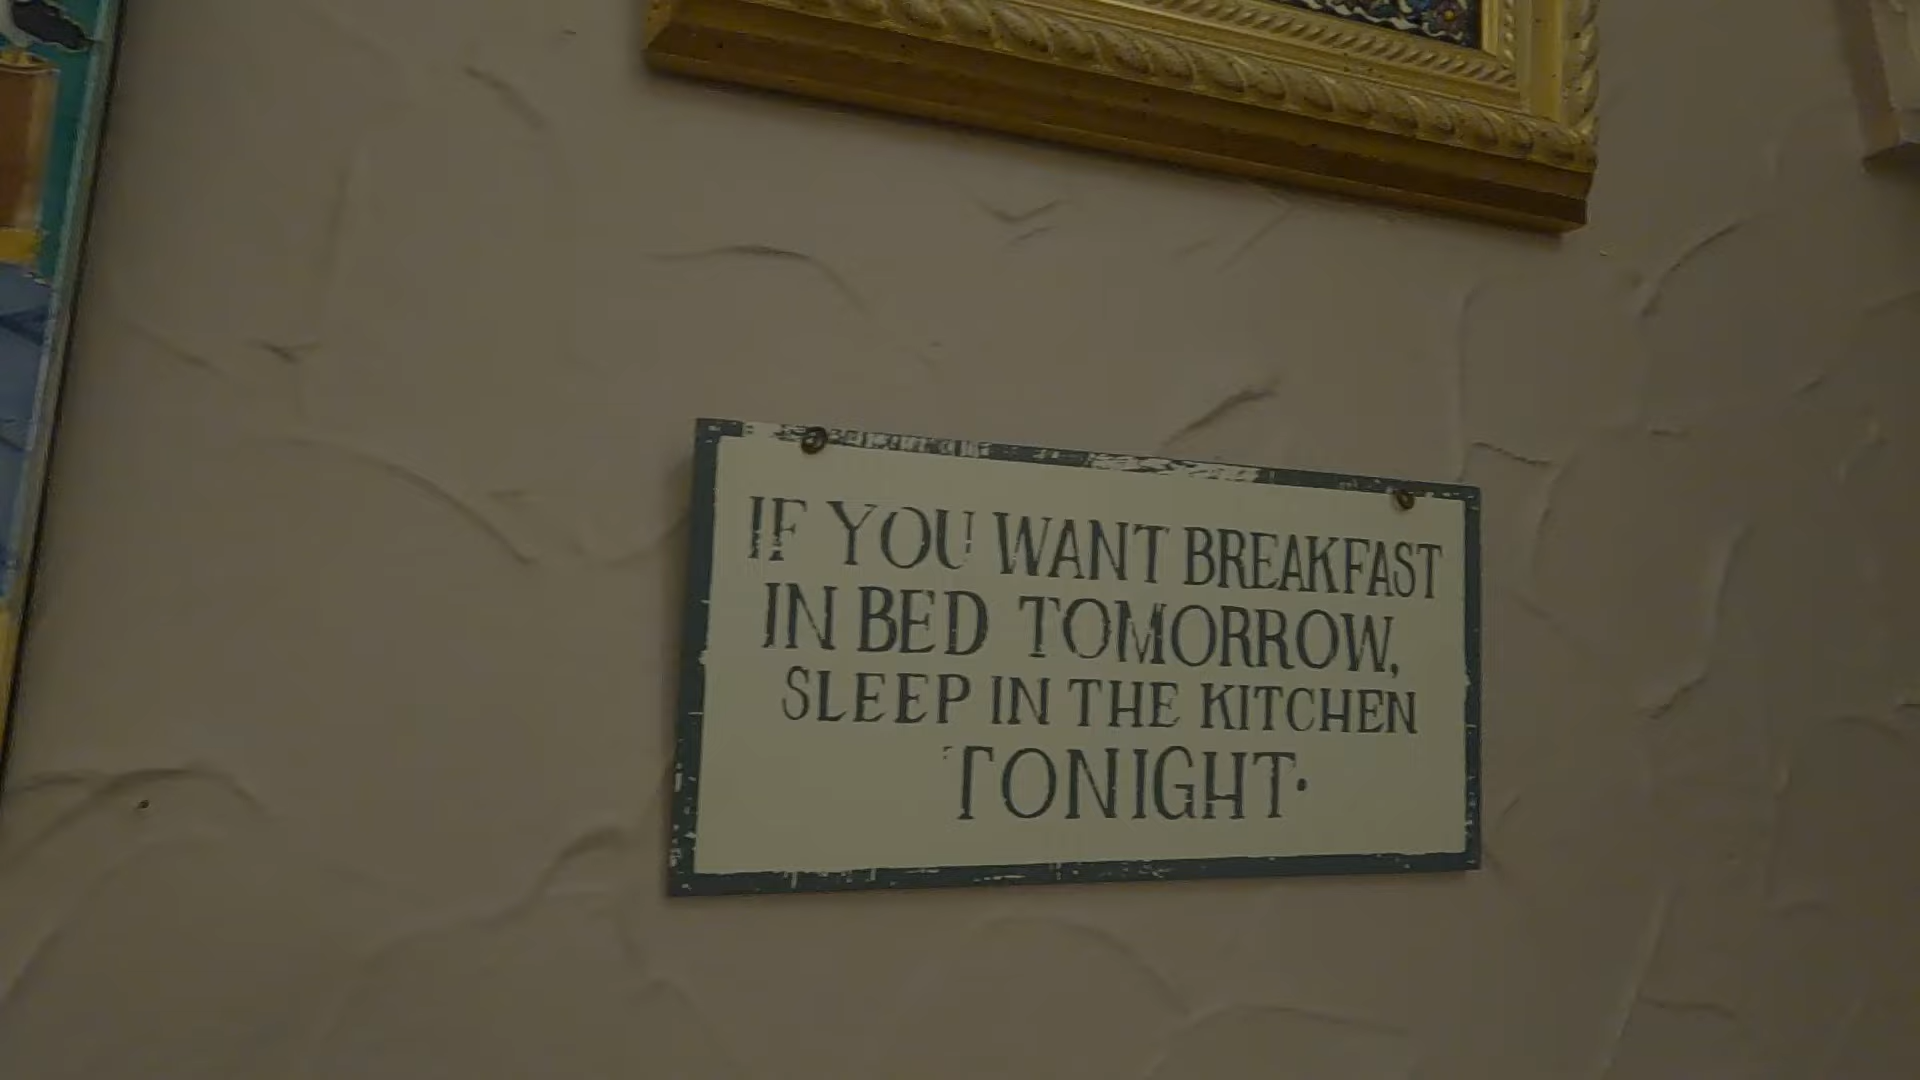 IF YOU WANT BREAKFAST
IN BED TOMORROW,
SLEEP IN THE KITCHEN
TONIGHT.